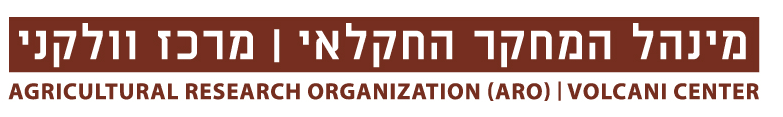 מינהל המחקר החקלאי | מרכז וולקני
AGRICULTURAL RESEARCH ORGANIZATION (ARO) | VOLCANI CENTER